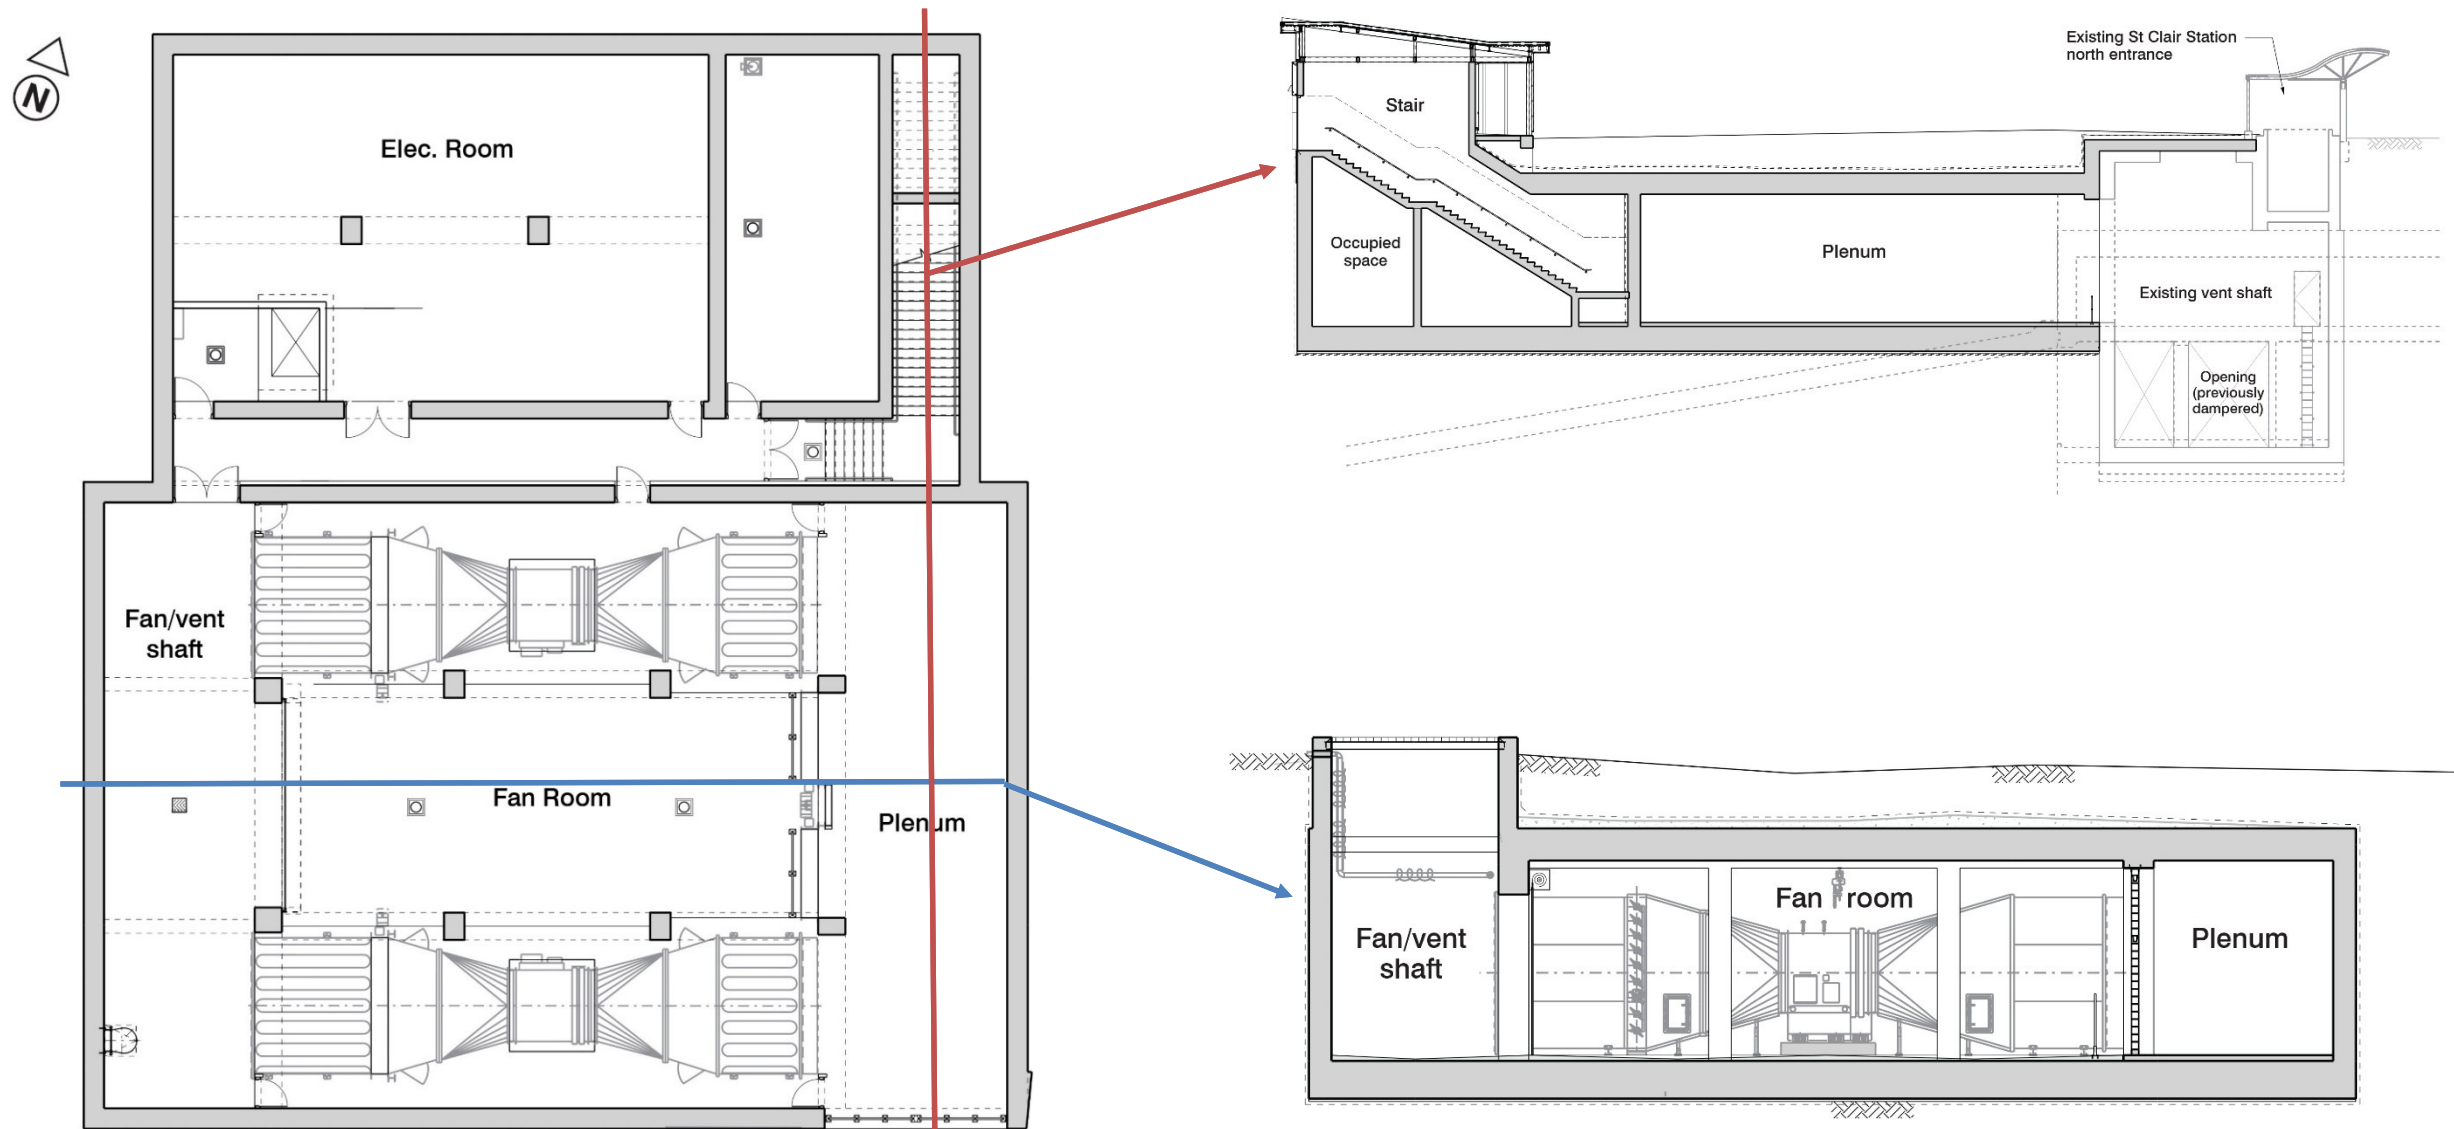 N
Elec. Room
Fan/vent
shaft
Fan Room
Plenum
Existing St Clair Station
north entrance
Stair
Occupied
space
Plenum
Existing vent shaft
Opening
(previously
dampered)
Fan/vent
shaft
Fan room
Plenum